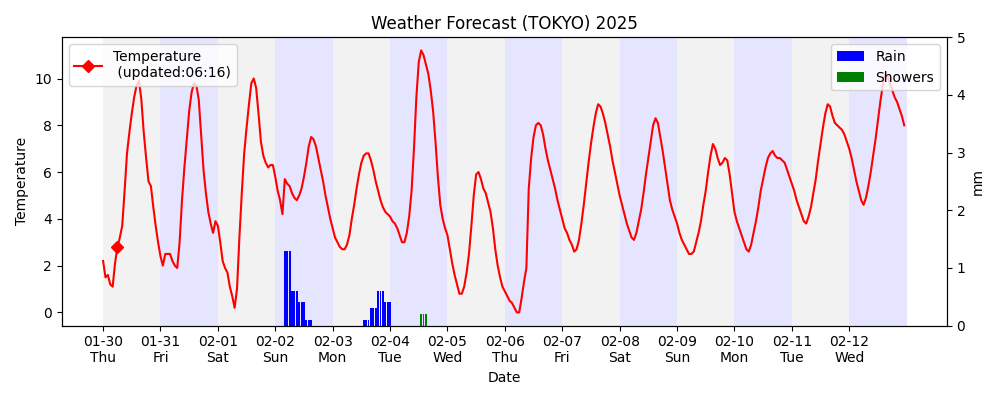 Weather Forecast (TOKYO) 2025
Temperature
(updated:06:16)
Rain
Showers
Temperature
10
8
6
4
2
0
5
4
3
2
1
0
mm
01-30 01-31 02-01 02-02 02-03 02-04 02-05 02-06 02-07 02-08 02-09 02-10 02-11 02-12
Thu Fri Sat Sun Mon Tue Wed Thu Fri Sat Sun Mon Tue Wed
Date